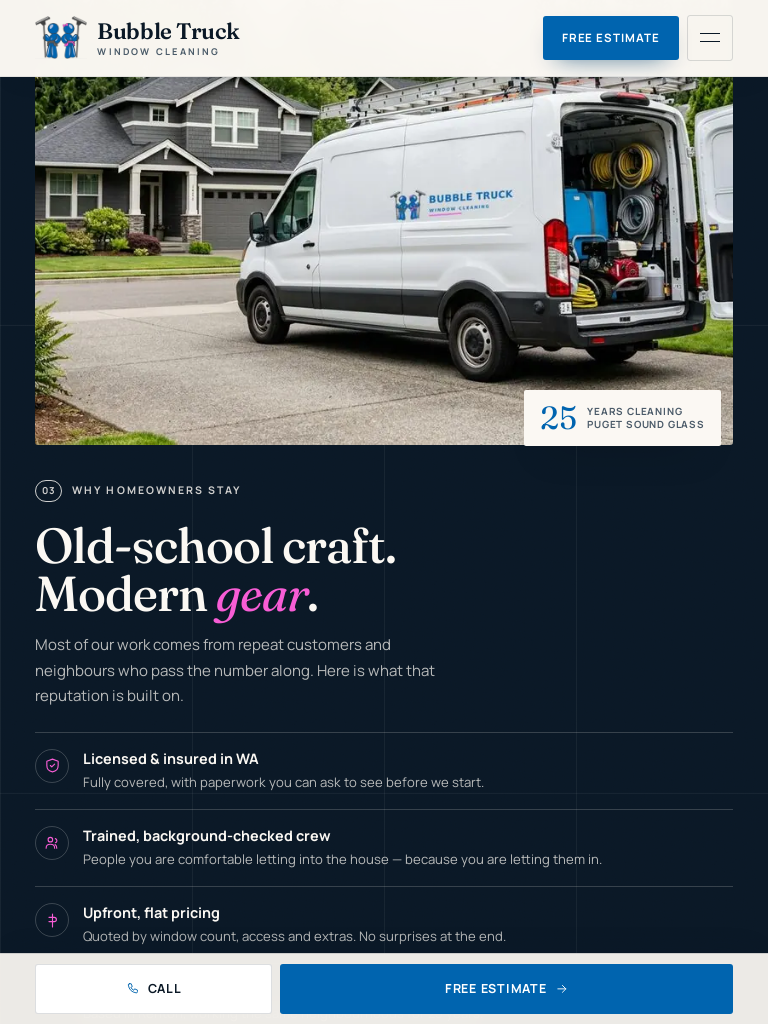 Bubble Truck
WINDOW CLEANING
FREE ESTIMATE
BUBBLE TRUCK
WINDOW CLEANING
25
YEARS CLEANING
PUGET SOUND GLASS
03
WHY HOMEOWNERS STAY
Old-school craft.
Modern gear.
Most of our work comes from repeat customers and
neighbours who pass the number along. Here is what that
reputation is built on.
Licensed & insured in WA
Fully covered, with paperwork you can ask to see before we start.
Trained, background-checked crew
People you are comfortable letting into the house — because you are letting them in.
Upfront, flat pricing
Quoted by window count, access and extras. No surprises at the end.
CALL
FREE ESTIMATE